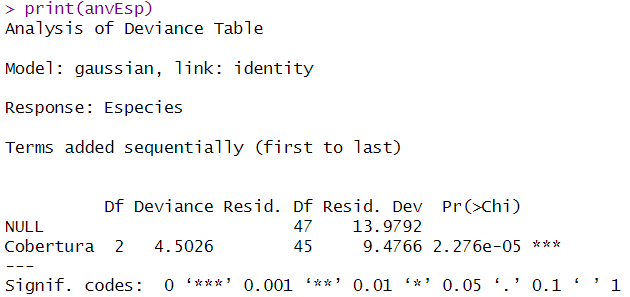 > print(anvEsp)
Analysis of Deviance Table

Model: gaussian, link: identity

Response: Especies

Terms added sequentially (first to last)


          Df Deviance Resid. Df Resid. Dev  Pr(>Chi)
NULL                         47    13.9792
Cobertura  2   4.5026        45     9.4766 2.276e-05 ***
---
Signif. codes:  0 ‘***’ 0.001 ‘**’ 0.01 ‘*’ 0.05 ‘.’ 0.1 ‘ ’ 1